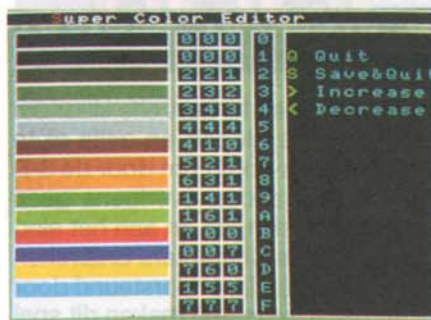 Super Color Editor
0 0 0 0
0 0 0 1 Q Quit
2 2 1 2 S Save&Quit
2 3 2 3 > Increase
3 4 3 4 < Decrease
4 4 4 5
4 1 0 6
5 2 1 7
6 3 1 8
1 4 1 9
1 6 1 A
7 0 0 B
0 0 7 C
7 6 0 D
1 5 5 E
7 7 7 F